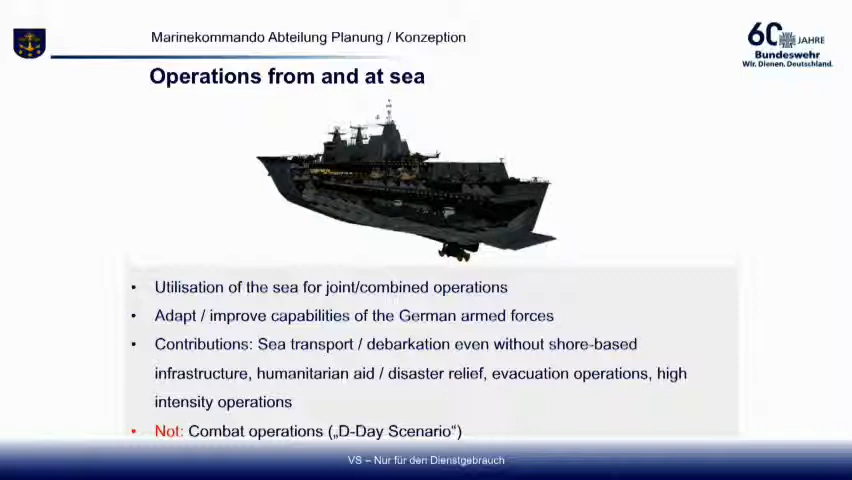 Marinekommando Abteilung Planung / Konzeption
60 JAHRE
Bundeswehr
Wir. Dienen. Deutschland.
Operations from and at sea
• Utilisation of the sea for joint/combined operations
• Adapt / improve capabilities of the German armed forces
• Contributions: Sea transport / debarkation even without shore-based
infrastructure, humanitarian aid / disaster relief, evacuation operations, high
intensity operations
• Not: Combat operations („D-Day Scenario“)
VS – Nur für den Dienstgebrauch